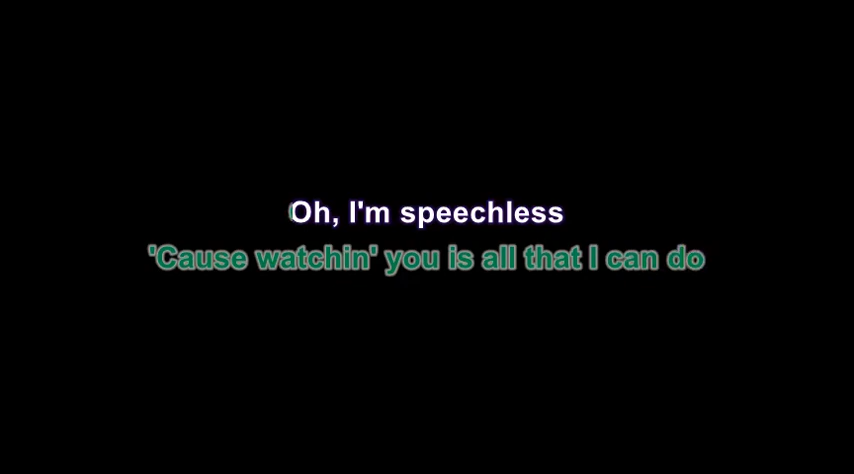 Oh, I'm speechless
'Cause watchin' you is all that I can do